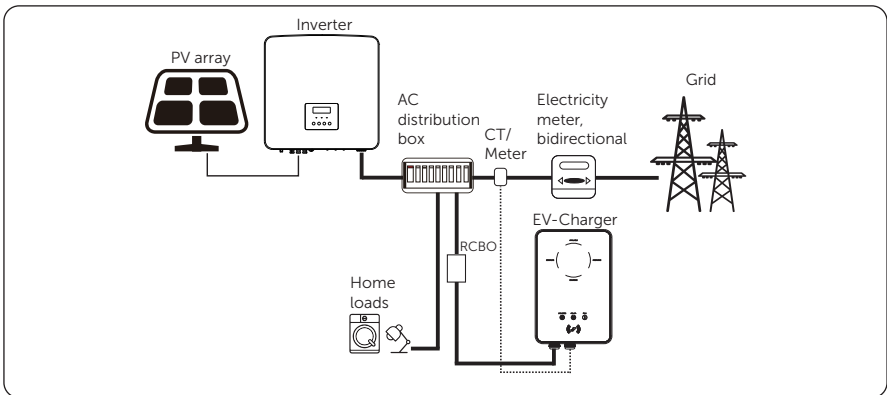 Inverter
PV array
Grid
AC
distribution
box
CT/
Meter
Electricity
meter,
bidirectional
EV-Charger
RCBO
Home
loads